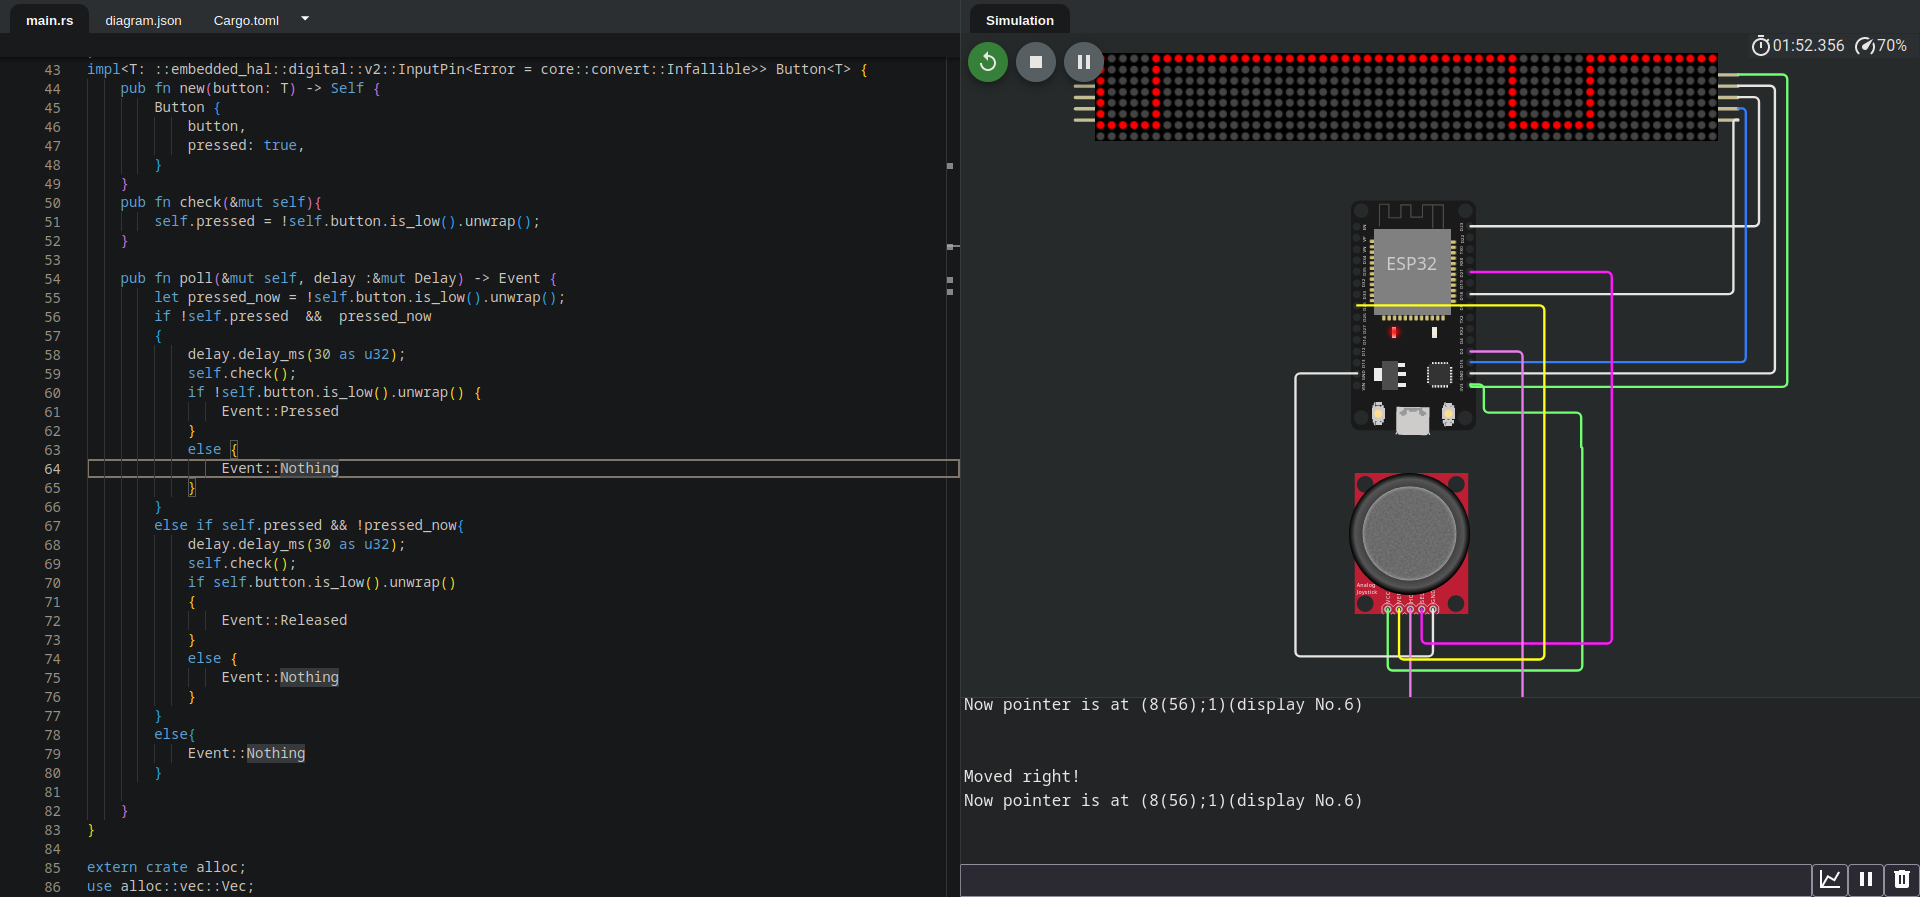 main.rs
diagram.json
Cargo.toml
43 impl<T: ::embedded_hal::digital::v2::InputPin<Error = core::convert::Infallible>> Button<T> {
44 pub fn new(button: T) -> Self {
45 Button {
46 button,
47 pressed: true,
48 }
49 }
50 pub fn check(&mut self){
51 self.pressed = !self.button.is_low().unwrap();
52 }
53
54 pub fn poll(&mut self, delay :&mut Delay) -> Event {
55 let pressed_now = !self.button.is_low().unwrap();
56 if !self.pressed  &&  pressed_now
57 {
58 delay.delay_ms(30 as u32);
59 self.check();
60 if !self.button.is_low().unwrap() {
61 Event::Pressed
62 }
63 else {
64 Event::Nothing
65 }
66 }
67 else if self.pressed && !pressed_now{
68 delay.delay_ms(30 as u32);
69 self.check();
70 if self.button.is_low().unwrap()
71 {
72 Event::Released
73 }
74 else {
75 Event::Nothing
76 }
77 }
78 else{
79 Event::Nothing
80 }
81
82 }
83 }
84
85 extern crate alloc;
86 use alloc::vec::Vec;
Simulation
01:52.356
70%
ESP32
Analog
Joystick
Now pointer is at (8(56);1)(display No.6)
Moved right!
Now pointer is at (8(56);1)(display No.6)